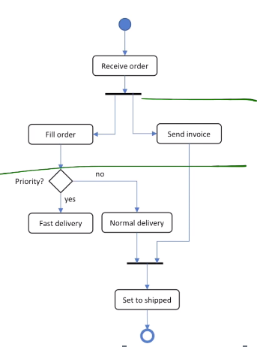 Receive order
Fill order
Send invoice
Priority?
no
yes
Fast delivery
Normal delivery
Set to shipped